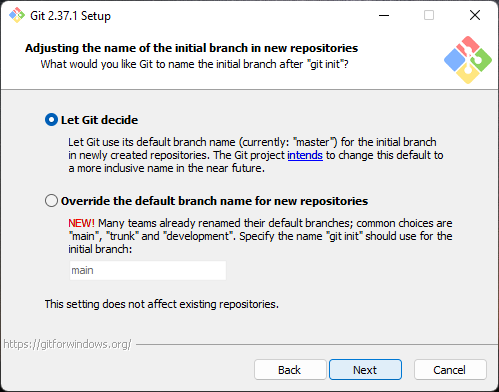 Git 2.37.1 Setup
Adjusting the name of the initial branch in new repositories
What would you like Git to name the initial branch after "git init"?
Let Git decide
Let Git use its default branch name (currently: "master") for the initial branch
in newly created repositories. The Git project intends to change this default to
a more inclusive name in the near future.
Override the default branch name for new repositories
NEW! Many teams already renamed their default branches; common choices are
"main", "trunk" and "development". Specify the name "git init" should use for the
initial branch:
main
This setting does not affect existing repositories.
https://gitforwindows.org/
Back
Next
Cancel